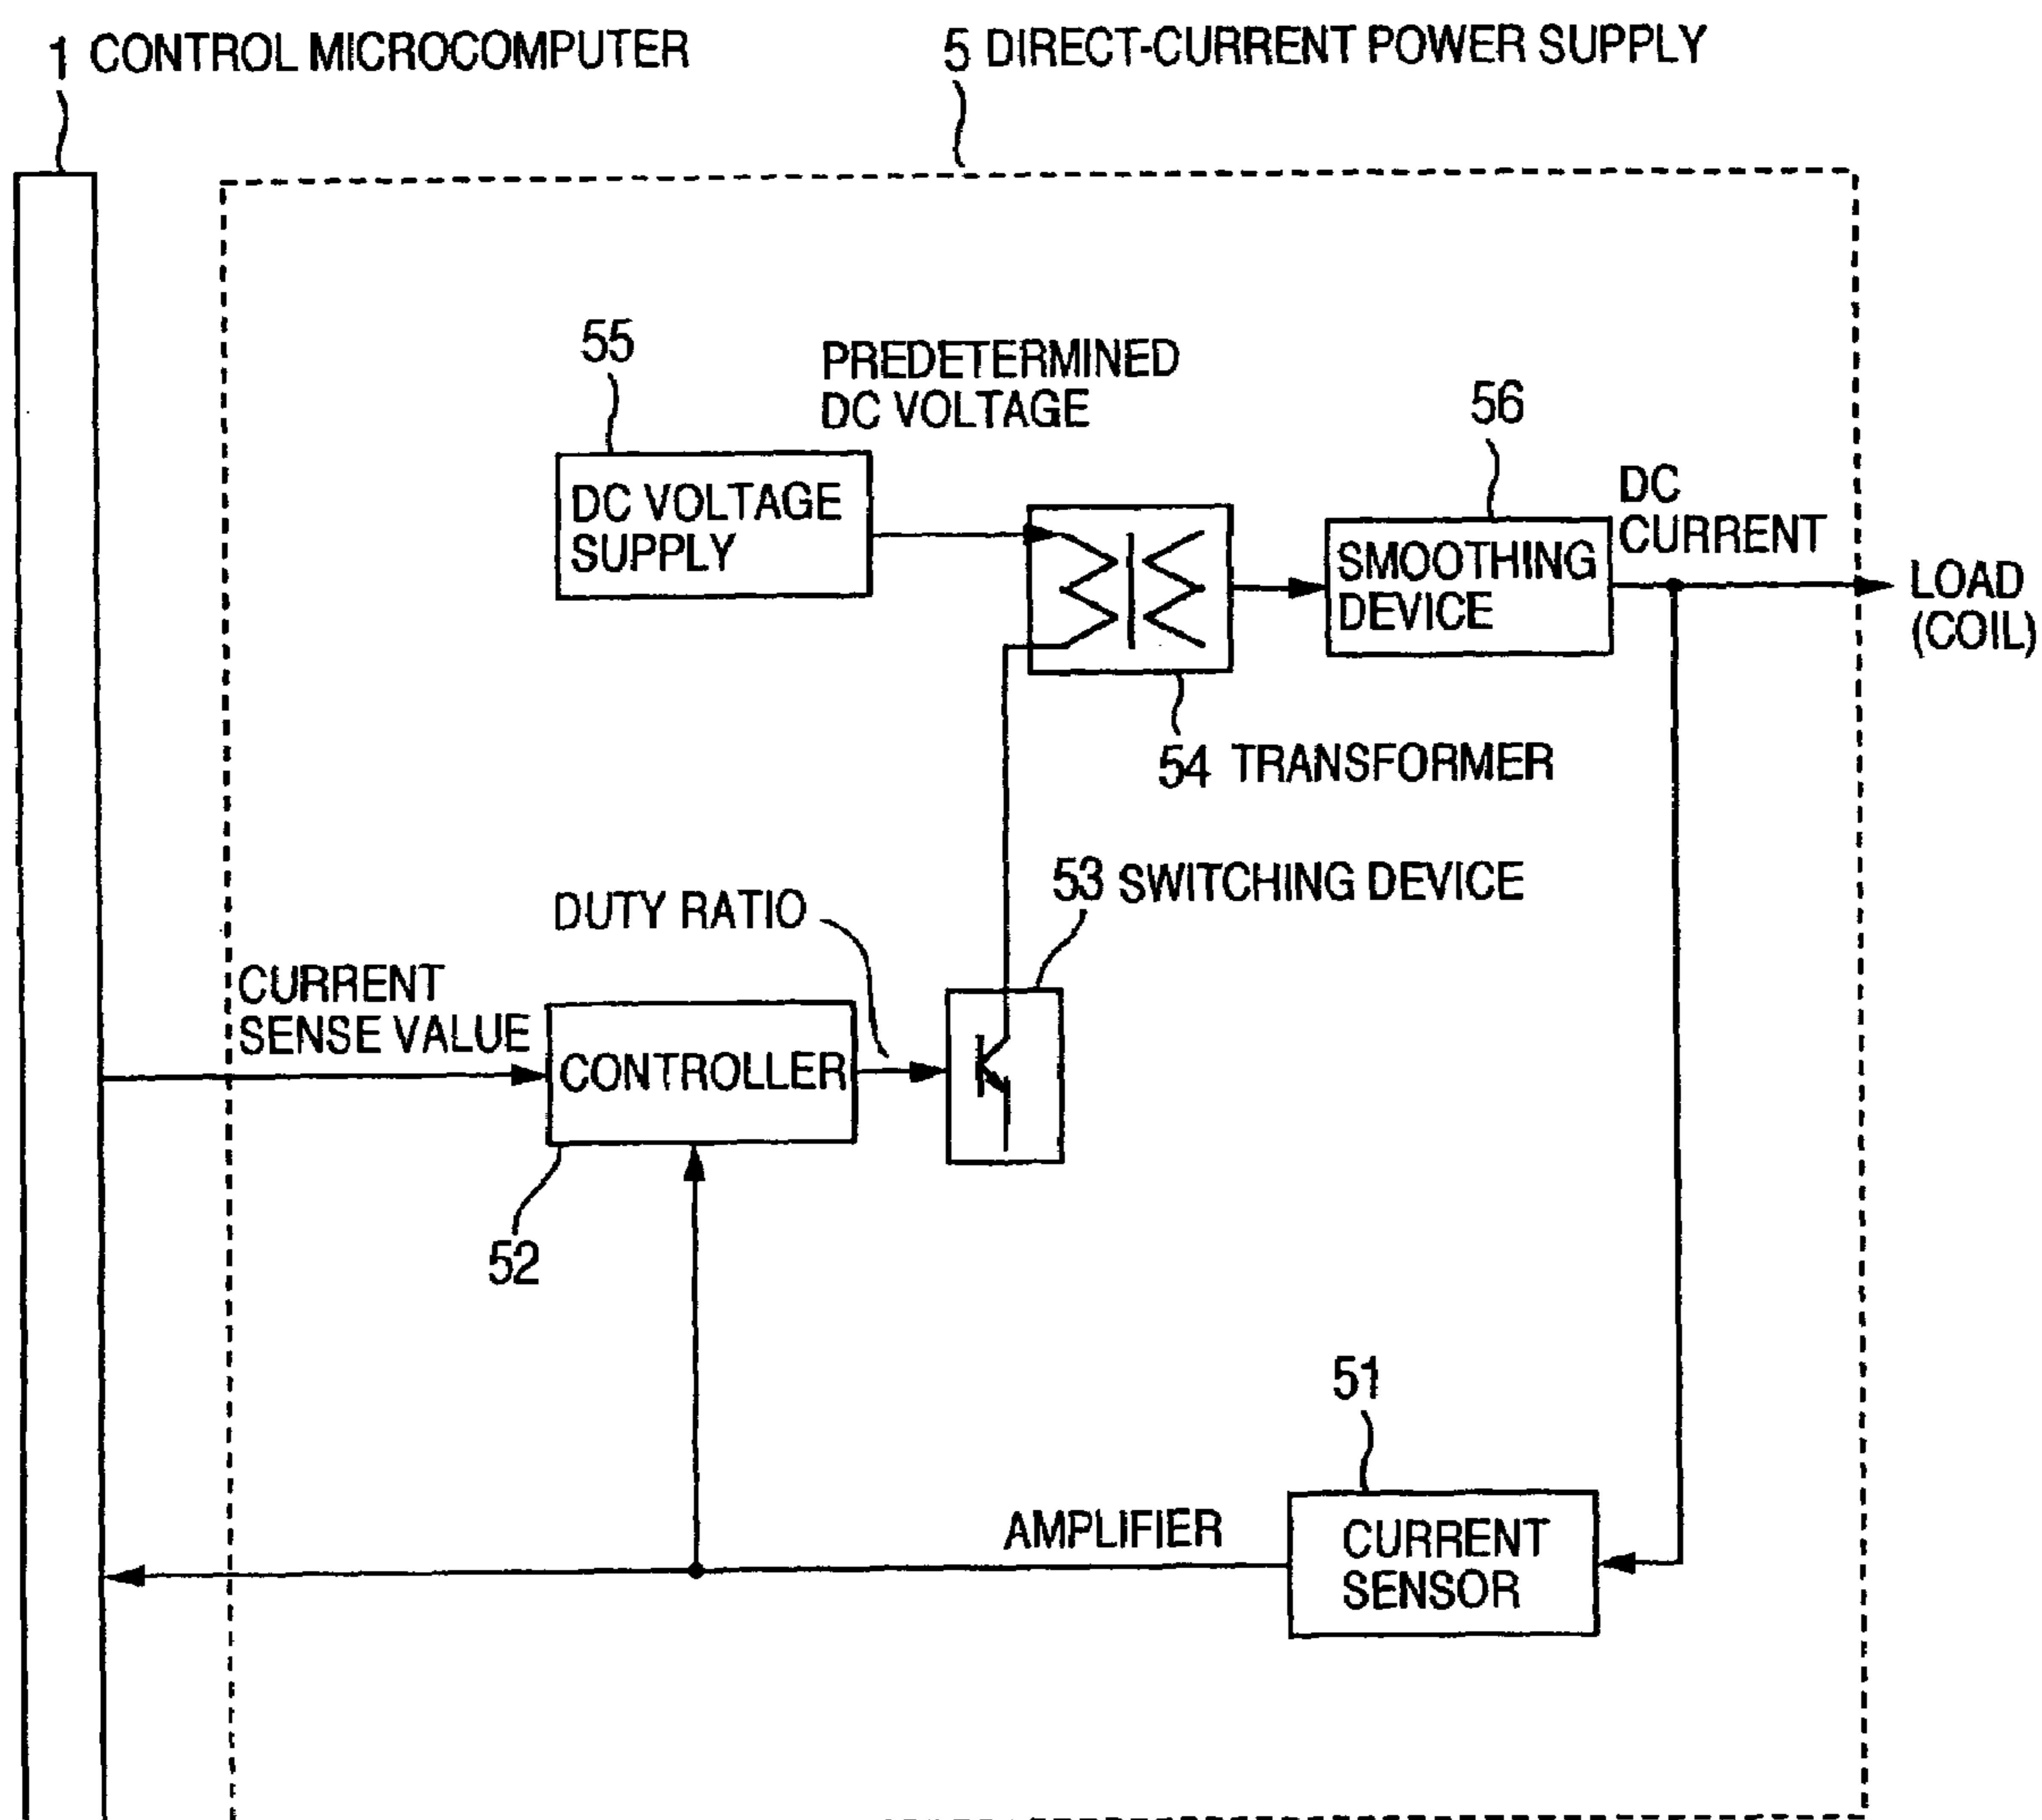 1 CONTROL MICROCOMPUTER
5 DIRECT-CURRENT POWER SUPPLY
55
PREDETERMINED
DC VOLTAGE
56
DC VOLTAGE
SUPPLY
DC
CURRENT
SMOOTHING
DEVICE
LOAD
(COIL)
54 TRANSFORMER
53 SWITCHING DEVICE
DUTY RATIO
CURRENT
SENSE VALUE
CONTROLLER
52
51
AMPLIFIER
CURRENT
SENSOR